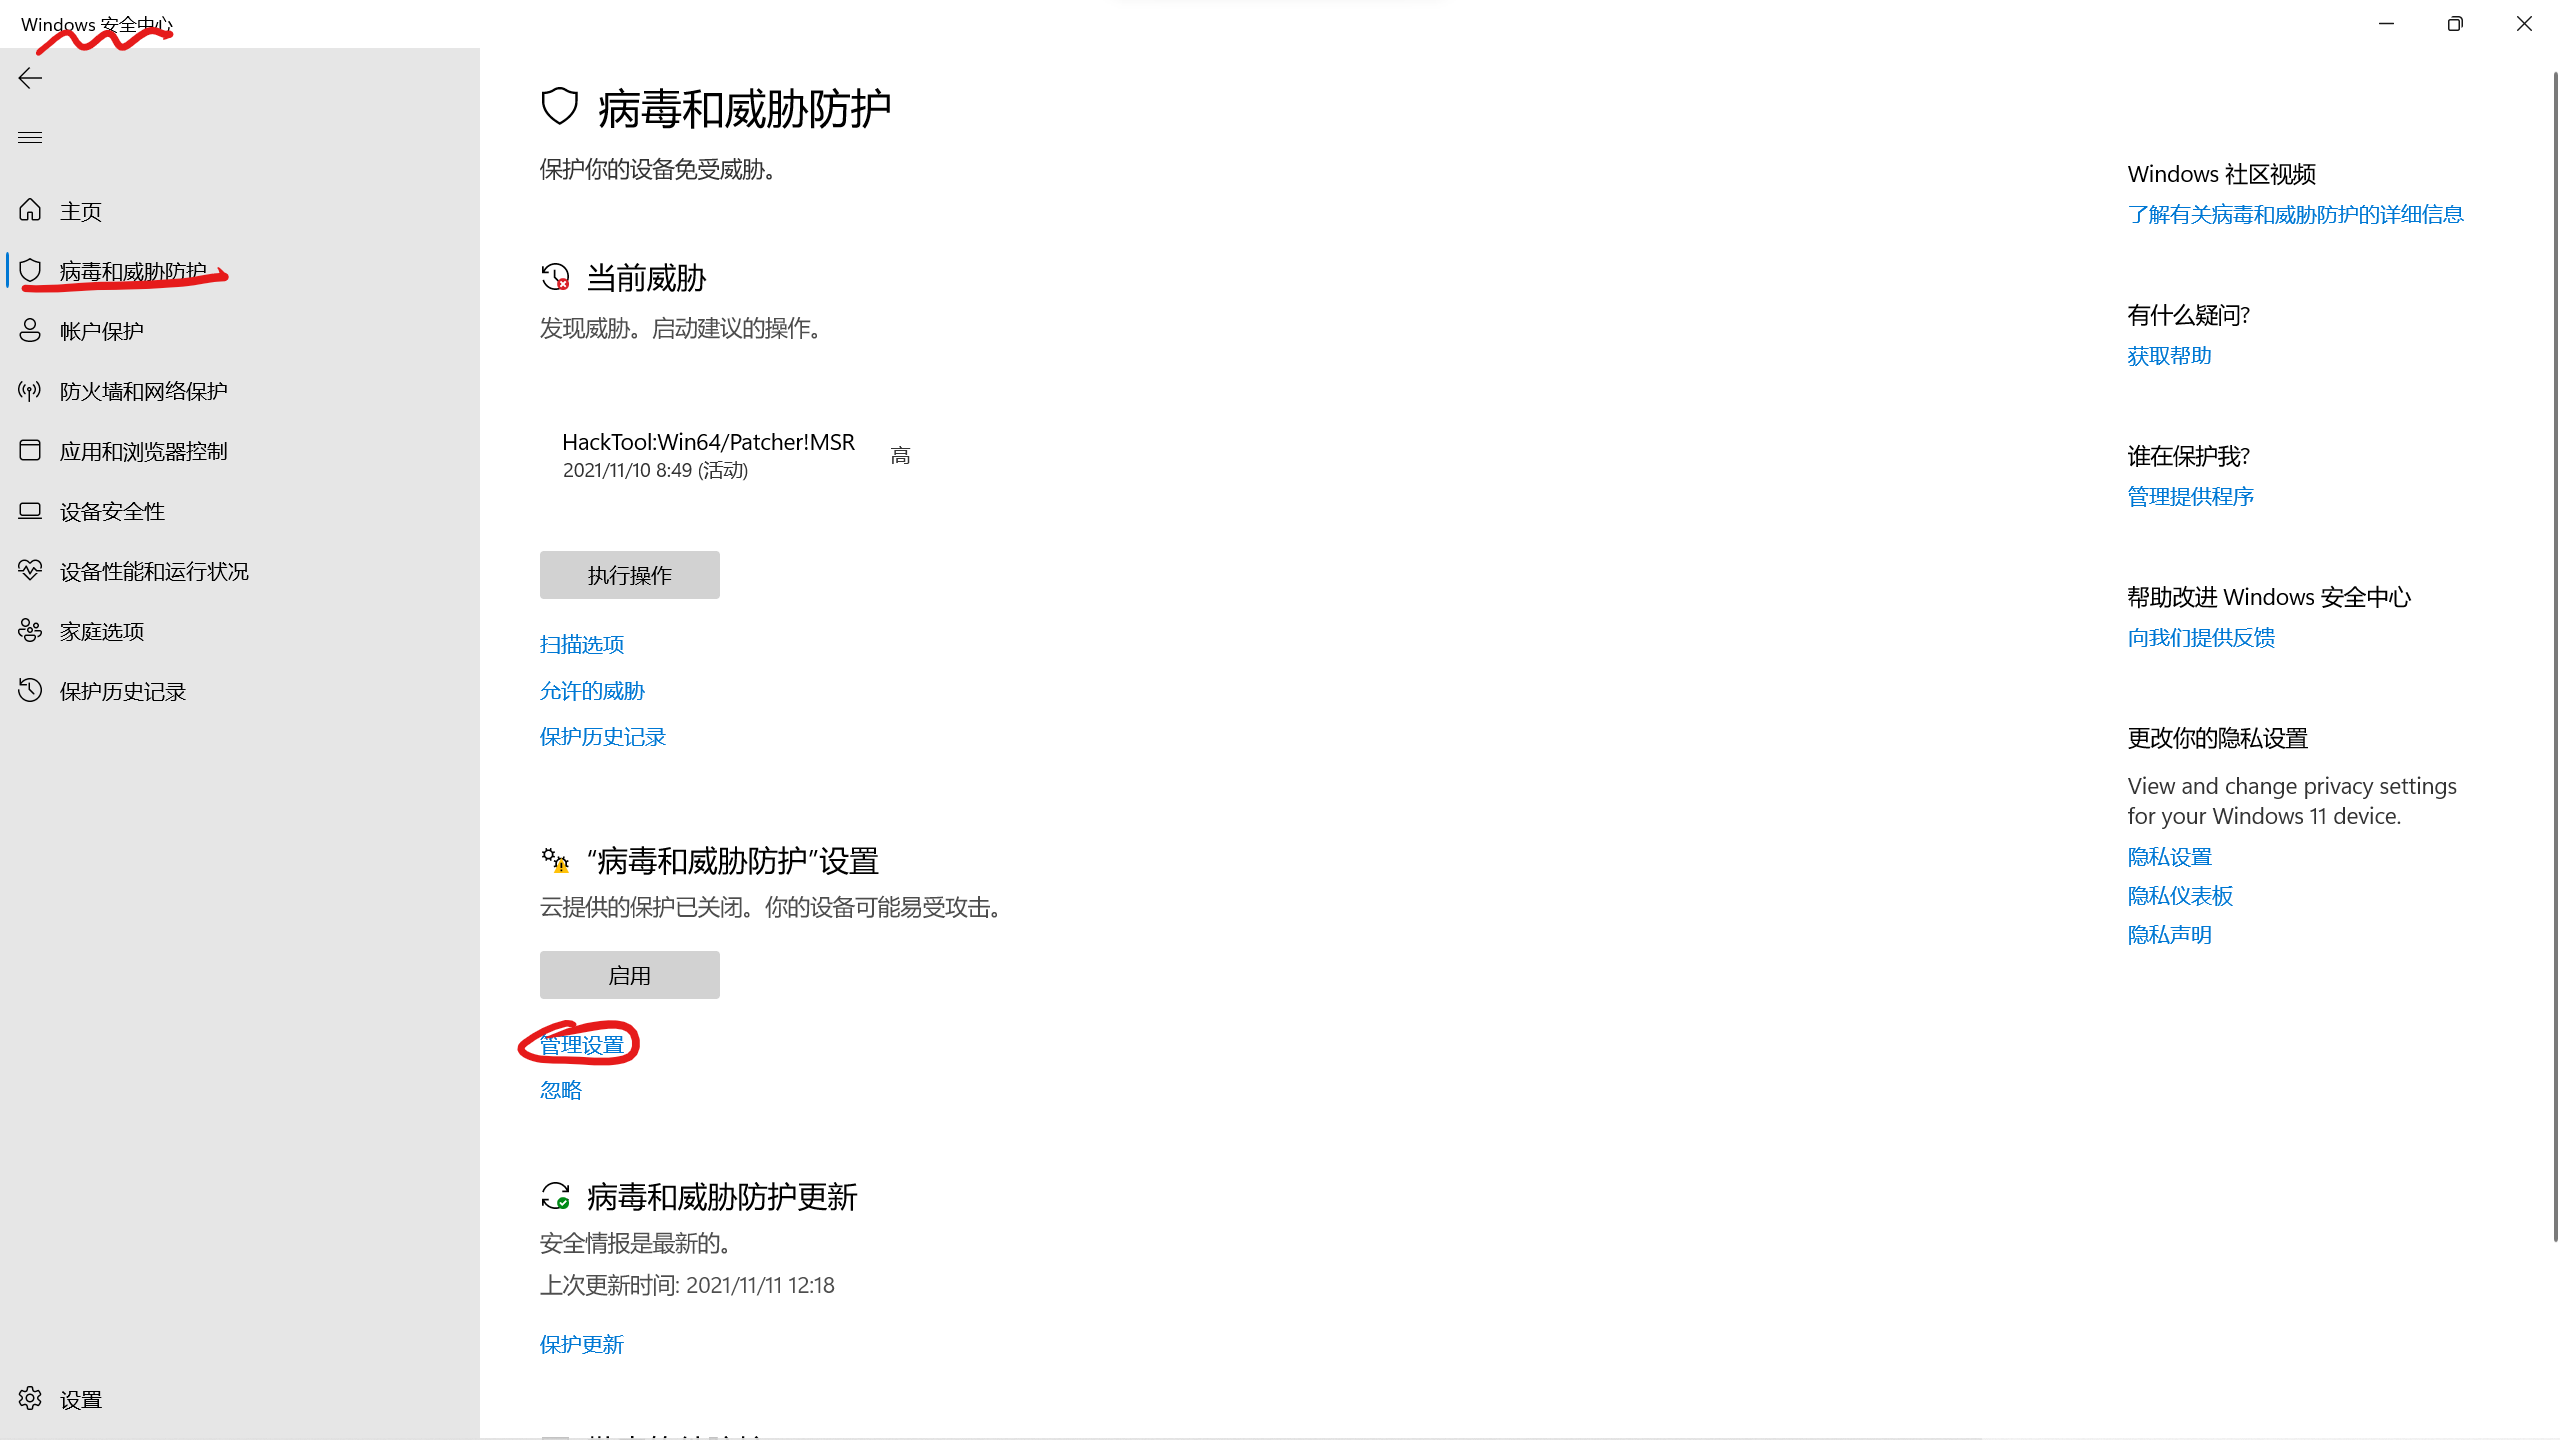 Windows 安全中心
主页
病毒和威胁防护
帐户保护
防火墙和网络保护
应用和浏览器控制
设备安全性
设备性能和运行状况
家庭选项
保护历史记录
设置
病毒和威胁防护
保护你的设备免受威胁。
当前威胁
发现威胁。启动建议的操作。
HackTool:Win64/Patcher!MSR
高
2021/11/10 8:49 (活动)
执行操作
扫描选项
允许的威胁
保护历史记录
“病毒和威胁防护”设置
云提供的保护已关闭。你的设备可能易受攻击。
启用
管理设置
忽略
病毒和威胁防护更新
安全情报是最新的。
上次更新时间: 2021/11/11 12:18
保护更新
Windows 社区视频
了解有关病毒和威胁防护的详细信息
有什么疑问?
获取帮助
谁在保护我?
管理提供程序
帮助改进 Windows 安全中心
向我们提供反馈
更改你的隐私设置
View and change privacy settings
for your Windows 11 device.
隐私设置
隐私仪表板
隐私声明